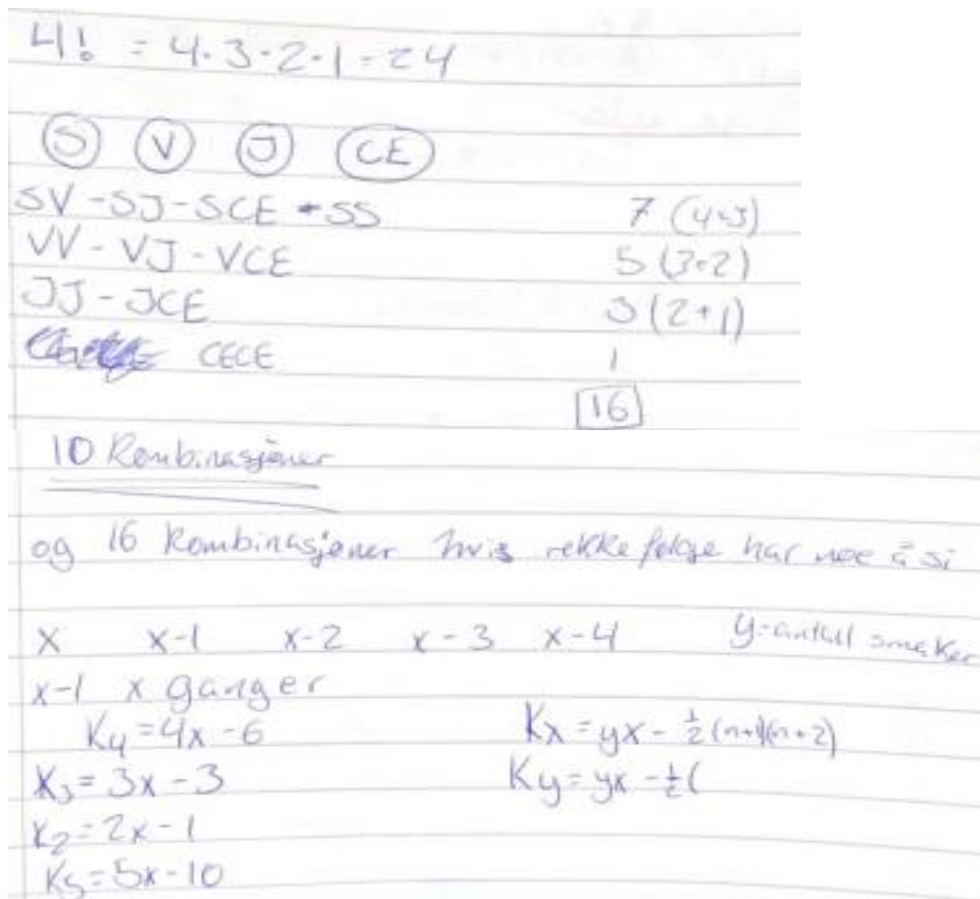 4! = 4·3·2·1 = 24
S V J CE
SV - SJ - SCE - SS 7 (4+3)
VV - VJ - VCE 5 (3+2)
JJ - JCE 3 (2+1)
CECE 1
16
10 Kombinasjoner
og 16 kombinasjoner hvis rekkefølge har noe å si
x x-1 x-2 x-3 x-4 y=antall smaker
x-1 x ganger
K4 = 4x - 6 Kx = yx - 1/2 (n+1)(n+2)
K3 = 3x - 3 Ky = yx - 1/2 (
K2 = 2x - 1
K5 = 5x - 10